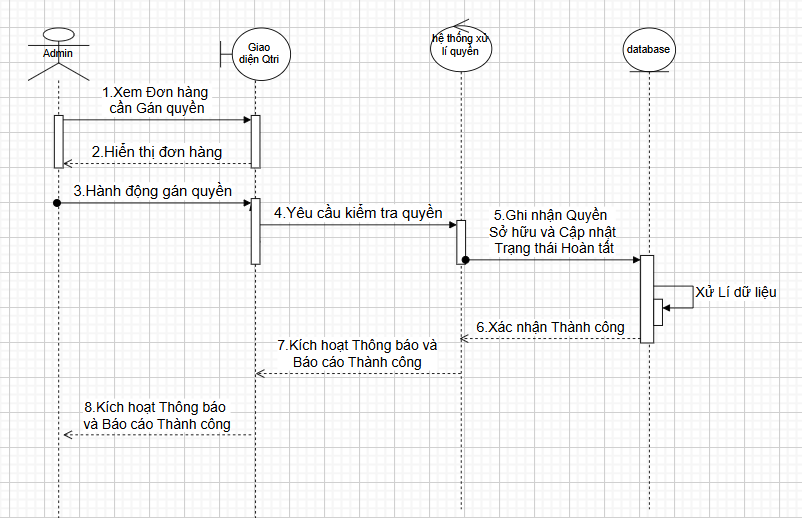 Admin
Giao
diện Qtri
hệ thống xử
lí quyền
database
1.Xem Đơn hàng
cần Gán quyền
2.Hiển thị đơn hàng
3.Hành động gán quyền
4.Yêu cầu kiểm tra quyền
5.Ghi nhận Quyền
Sở hữu và Cập nhật
Trạng thái Hoàn tất
Xử Lí dữ liệu
6.Xác nhận Thành công
7.Kích hoạt Thông báo và
Báo cáo Thành công
8.Kích hoạt Thông báo
và Báo cáo Thành công